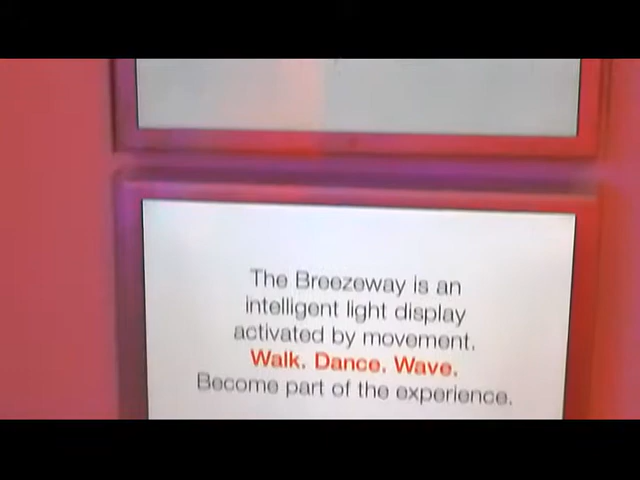 The Breezeway is an
intelligent light display
activated by movement.
Walk. Dance. Wave.
Become part of the experience.